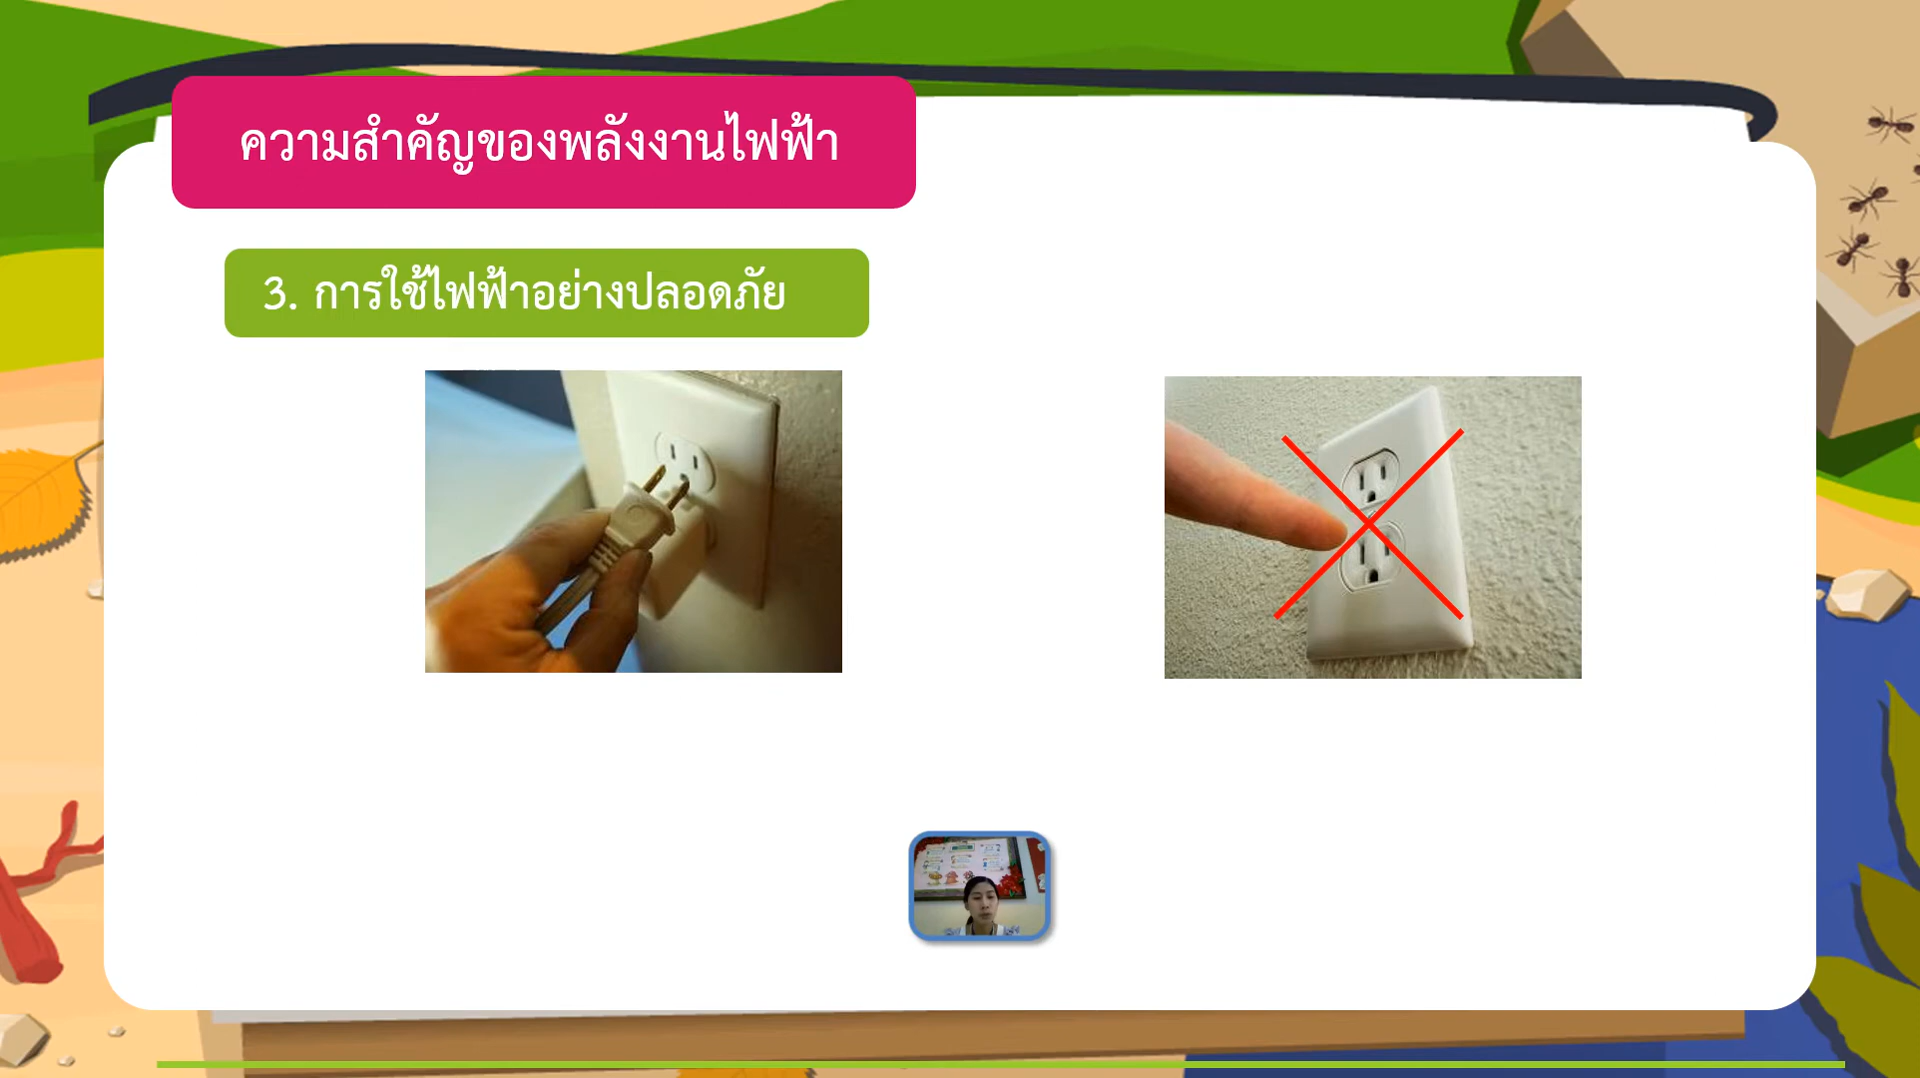 ความสำคัญของพลังงานไฟฟ้า
3. การใช้ไฟฟ้าอย่างปลอดภัย